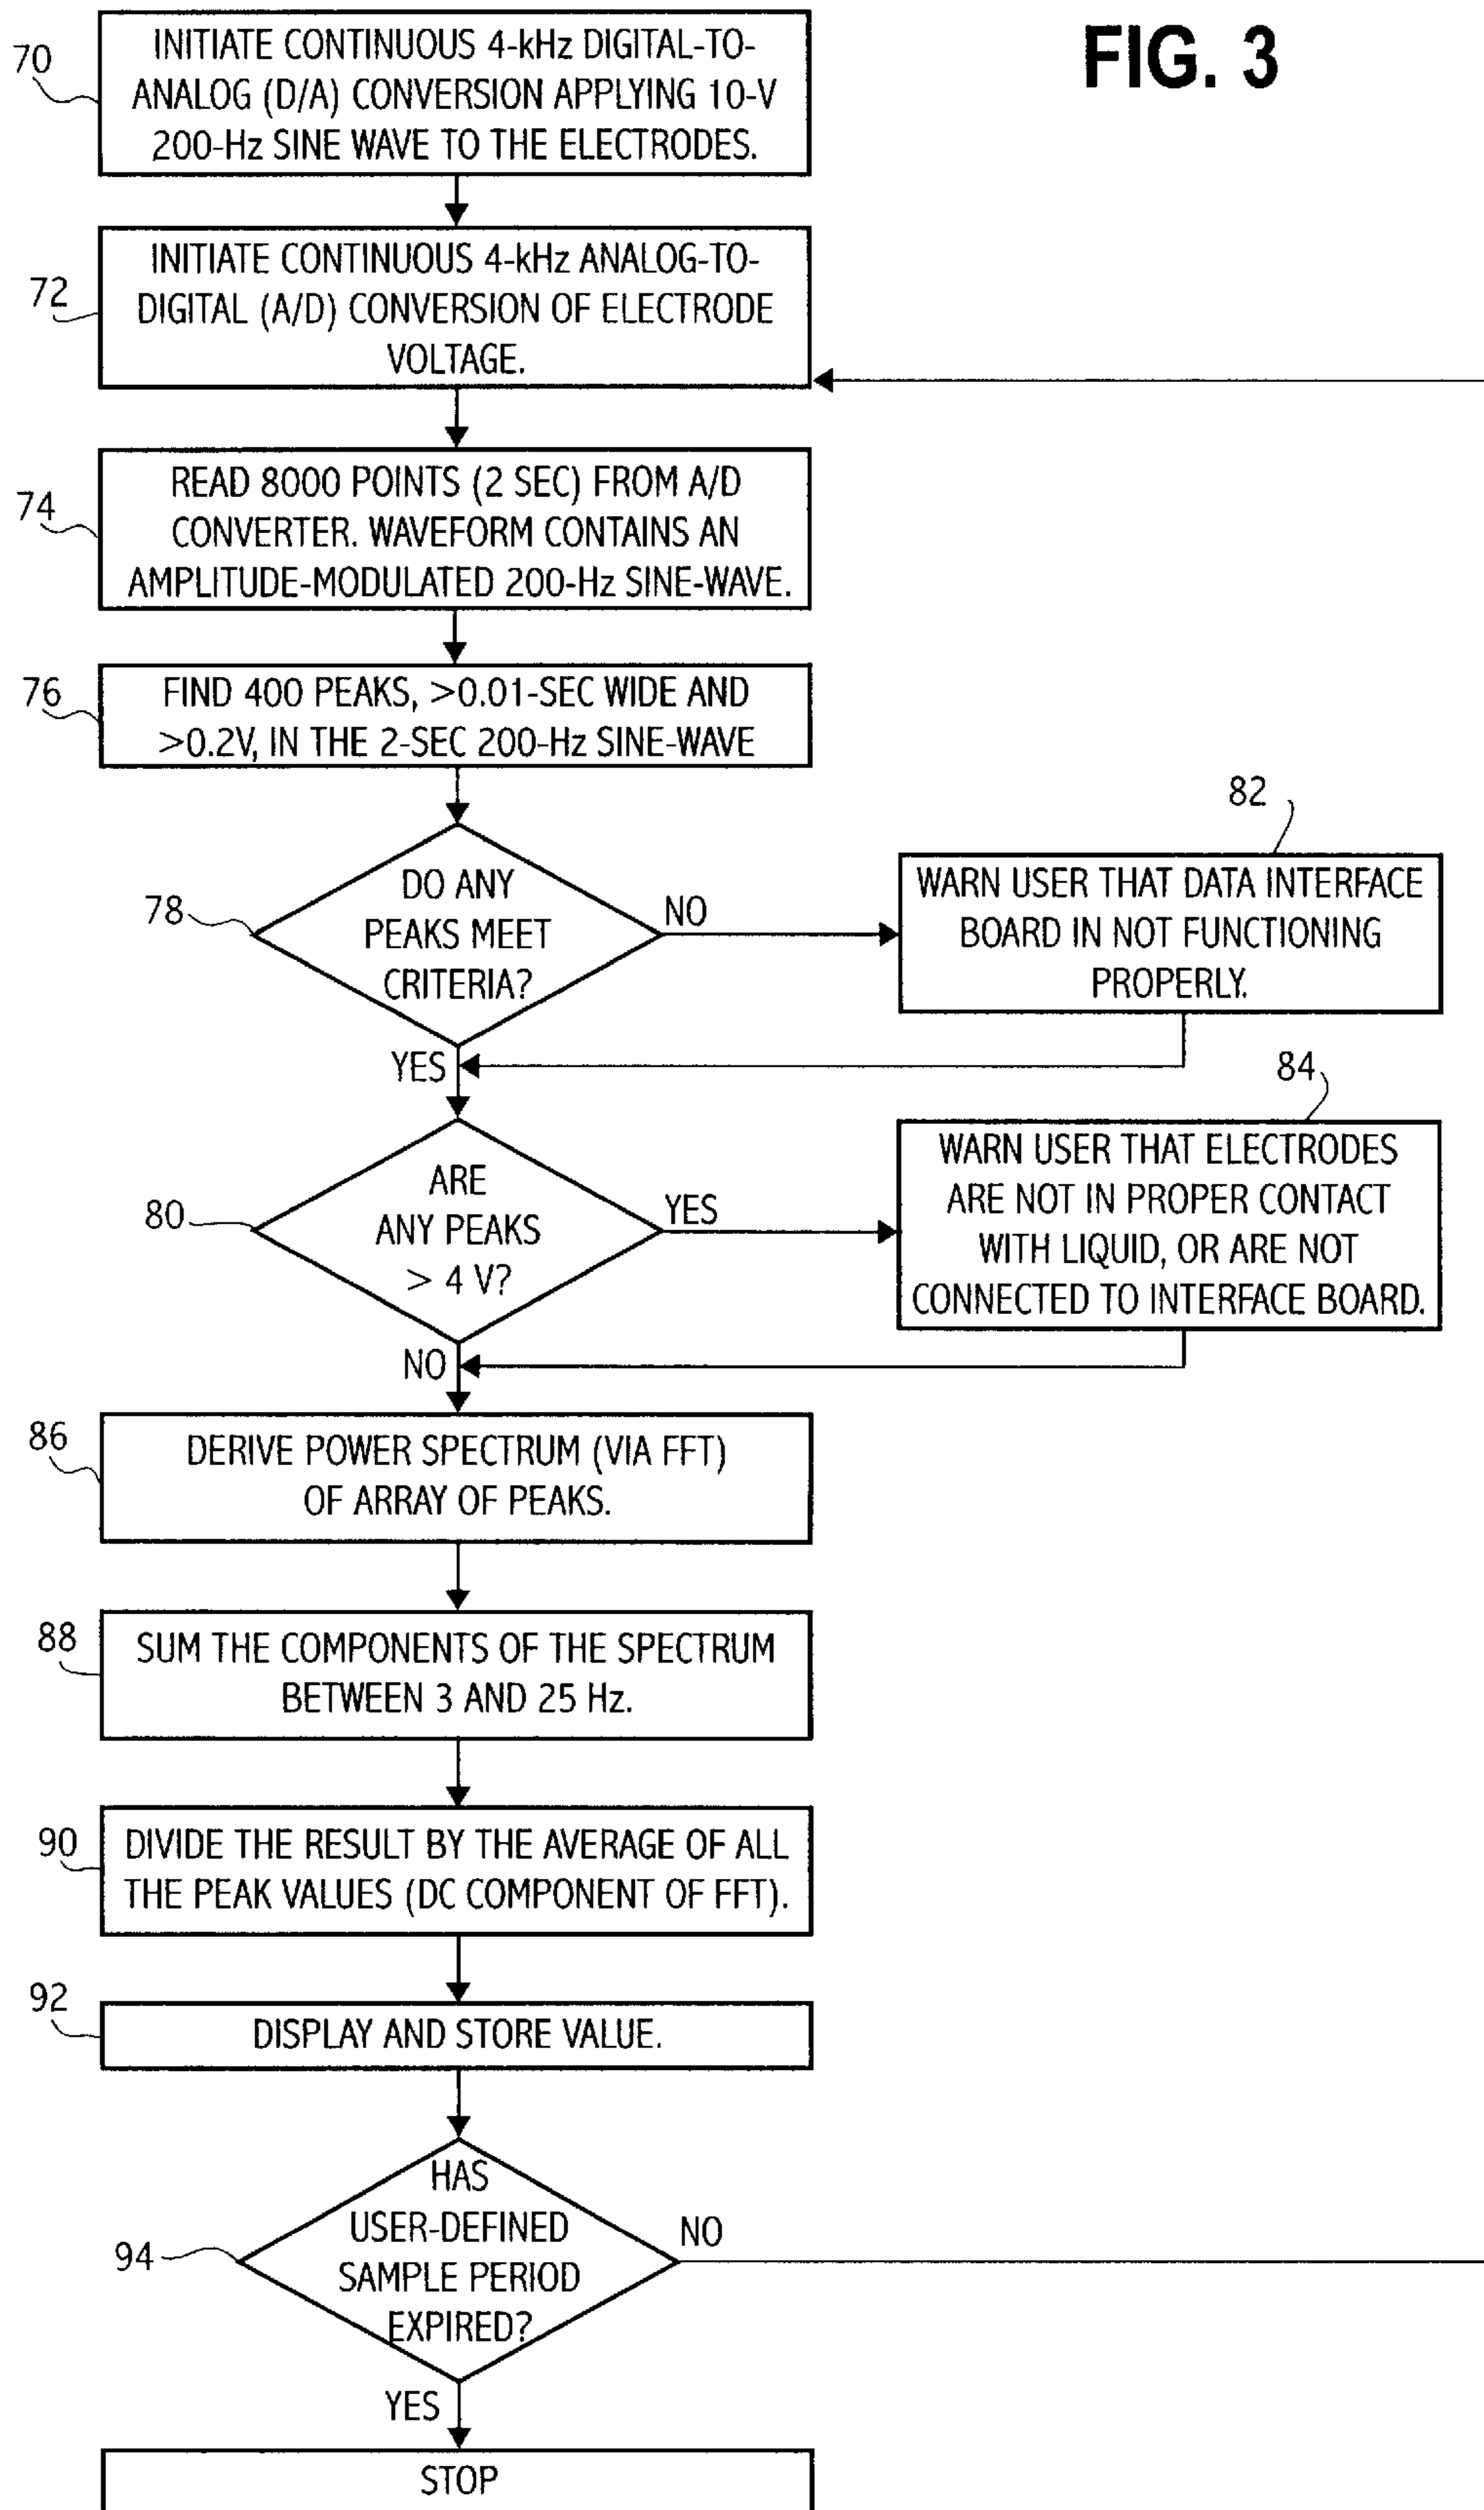 FIG. 3
70
INITIATE CONTINUOUS 4-kHz DIGITAL-TO-
ANALOG (D/A) CONVERSION APPLYING 10-V
200-Hz SINE WAVE TO THE ELECTRODES.
72
INITIATE CONTINUOUS 4-kHz ANALOG-TO-
DIGITAL (A/D) CONVERSION OF ELECTRODE
VOLTAGE.
74
READ 8000 POINTS (2 SEC) FROM A/D
CONVERTER. WAVEFORM CONTAINS AN
AMPLITUDE-MODULATED 200-Hz SINE-WAVE.
76
FIND 400 PEAKS, >0.01-SEC WIDE AND
>0.2V, IN THE 2-SEC 200-Hz SINE-WAVE
78
DO ANY
PEAKS MEET
CRITERIA?
NO
82
WARN USER THAT DATA INTERFACE
BOARD IN NOT FUNCTIONING
PROPERLY.
YES
80
ARE
ANY PEAKS
> 4 V?
YES
84
WARN USER THAT ELECTRODES
ARE NOT IN PROPER CONTACT
WITH LIQUID, OR ARE NOT
CONNECTED TO INTERFACE BOARD.
NO
86
DERIVE POWER SPECTRUM (VIA FFT)
OF ARRAY OF PEAKS.
88
SUM THE COMPONENTS OF THE SPECTRUM
BETWEEN 3 AND 25 Hz.
90
DIVIDE THE RESULT BY THE AVERAGE OF ALL
THE PEAK VALUES (DC COMPONENT OF FFT).
92
DISPLAY AND STORE VALUE.
94
HAS
USER-DEFINED
SAMPLE PERIOD
EXPIRED?
NO
YES
STOP